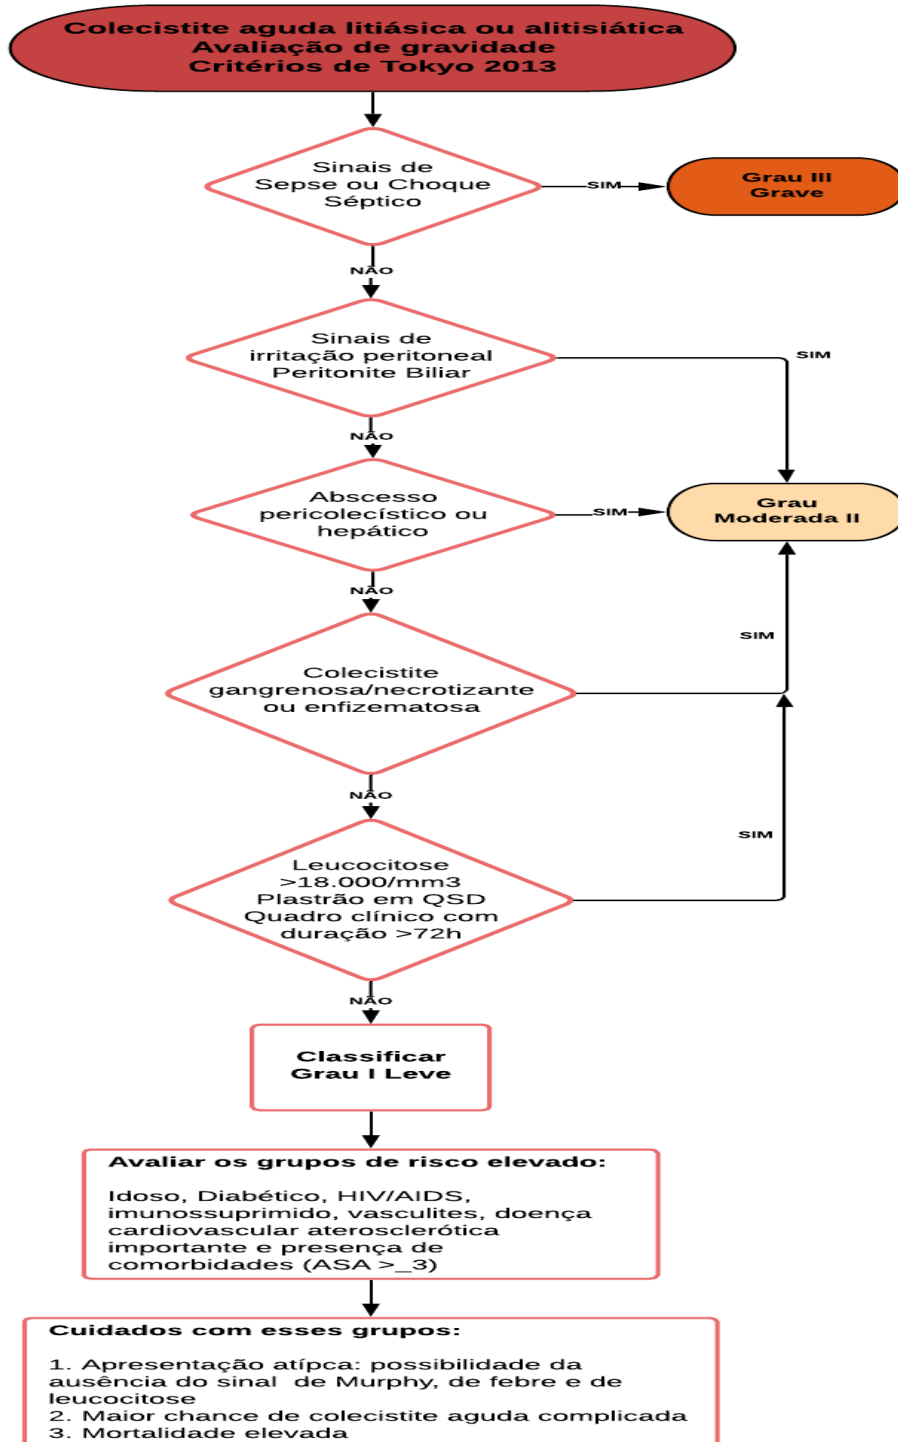 Colecistite aguda litiásica ou alitisiática
Avaliação de gravidade
Critérios de Tokyo 2013
Sinais de
Sepse ou Choque
Séptico
SIM
Grau III
Grave
NÃO
Sinais de
irritação peritoneal
Peritonite Biliar
SIM
NÃO
Abscesso
pericolecístico ou
hepático
SIM
Grau
Moderada II
NÃO
Colecistite
gangrenosa/necrotizante
ou enfizematosa
SIM
NÃO
Leucocitose
>18.000/mm3
Plastrão em QSD
Quadro clínico com
duração >72h
SIM
NÃO
Classificar
Grau I Leve
Avaliar os grupos de risco elevado:
Idoso, Diabético, HIV/AIDS,
imunossuprimido, vasculites, doença
cardiovascular aterosclerótica
importante e presença de
comorbidades (ASA >_3)
Cuidados com esses grupos:
1. Apresentação atípca: possibilidade da
ausência do sinal de Murphy, de febre e de
leucocitose
2. Maior chance de colecistite aguda complicada
3. Mortalidade elevada